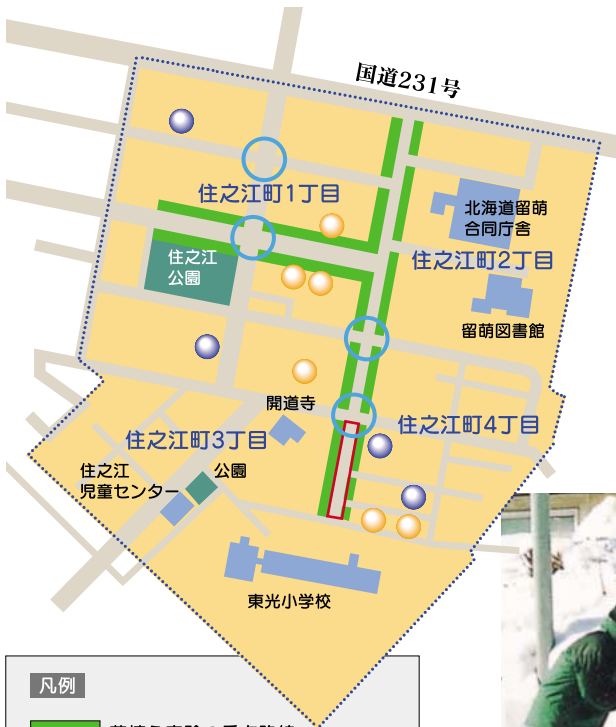 国道231号
住之江町1丁目
北海道留萌
合同庁舎
住之江町2丁目
住之江
公園
留萌図書館
開道寺
住之江町4丁目
住之江町3丁目
公園
住之江
児童センター
東光小学校
凡例